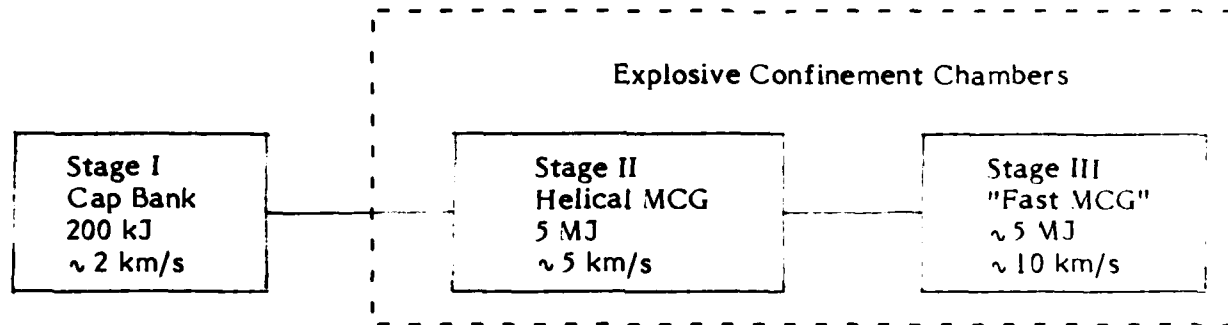 Explosive Confinement Chambers
Stage I
Cap Bank
200 kJ
~ 2 km/s
Stage II
Helical MCG
5 MJ
~ 5 km/s
Stage III
"Fast MCG"
~ 5 MJ
~ 10 km/s